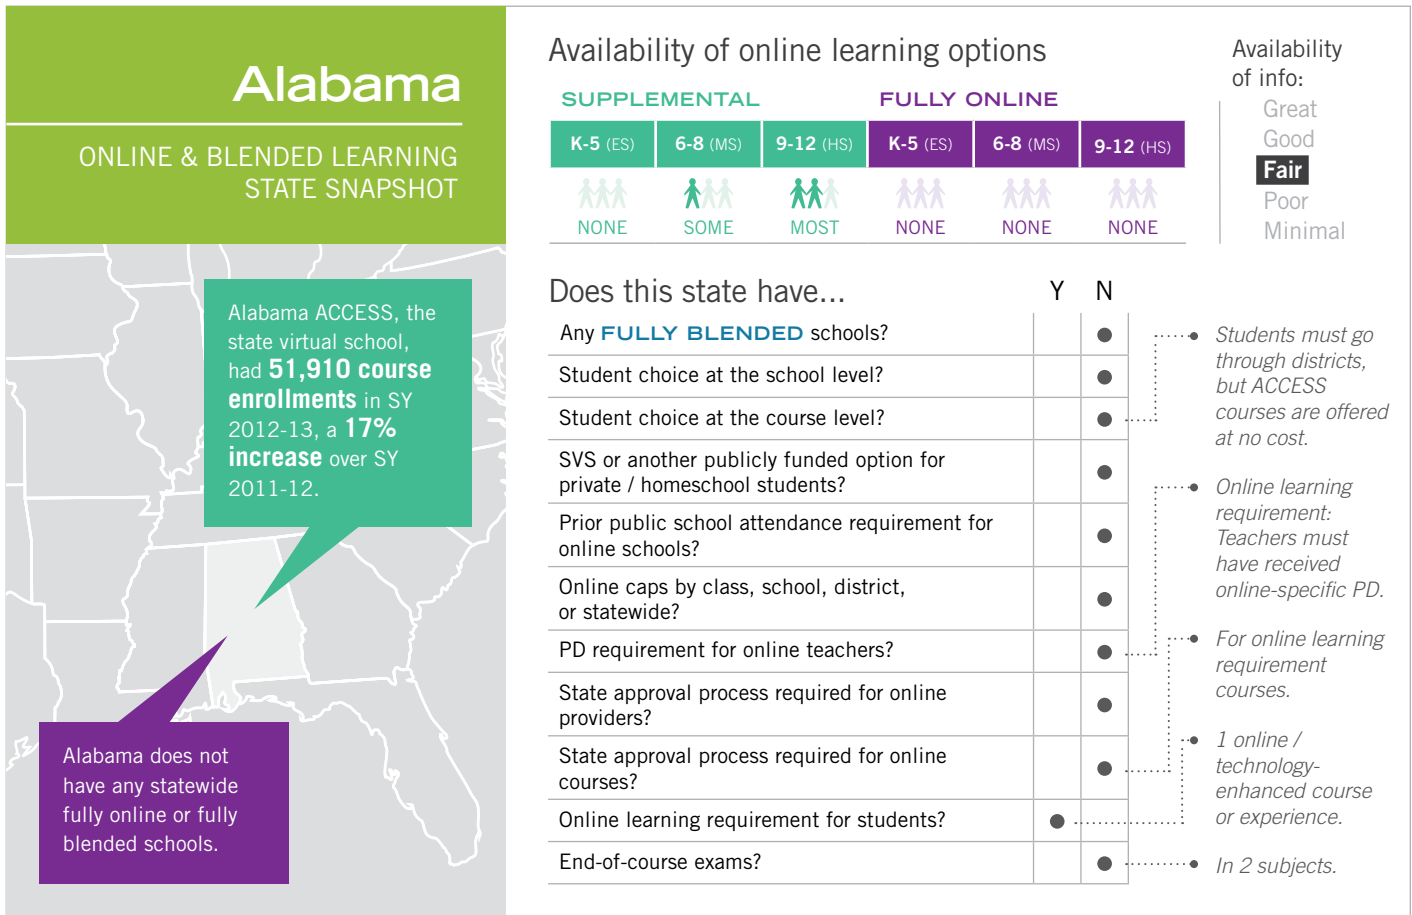 Alabama
ONLINE & BLENDED LEARNING
STATE SNAPSHOT
Alabama ACCESS, the
state virtual school,
had 51,910 course
enrollments in SY
2012-13, a 17%
increase over SY
2011-12.
Alabama does not
have any statewide
fully online or fully
blended schools.
Availability of online learning options
SUPPLEMENTAL FULLY ONLINE
K-5 (ES) 6-8 (MS) 9-12 (HS) K-5 (ES) 6-8 (MS) 9-12 (HS)
NONE SOME MOST NONE NONE NONE
Availability
of info:
Great
Good
Fair
Poor
Minimal
Does this state have... Y N
Any FULLY BLENDED schools?
Student choice at the school level?
Student choice at the course level?
SVS or another publicly funded option for
private / homeschool students?
Prior public school attendance requirement for
online schools?
Online caps by class, school, district,
or statewide?
PD requirement for online teachers?
State approval process required for online
providers?
State approval process required for online
courses?
Online learning requirement for students?
End-of-course exams?
Students must go
through districts,
but ACCESS
courses are offered
at no cost.
Online learning
requirement:
Teachers must
have received
online-specific PD.
For online learning
requirement
courses.
1 online /
technology-
enhanced course
or experience.
In 2 subjects.